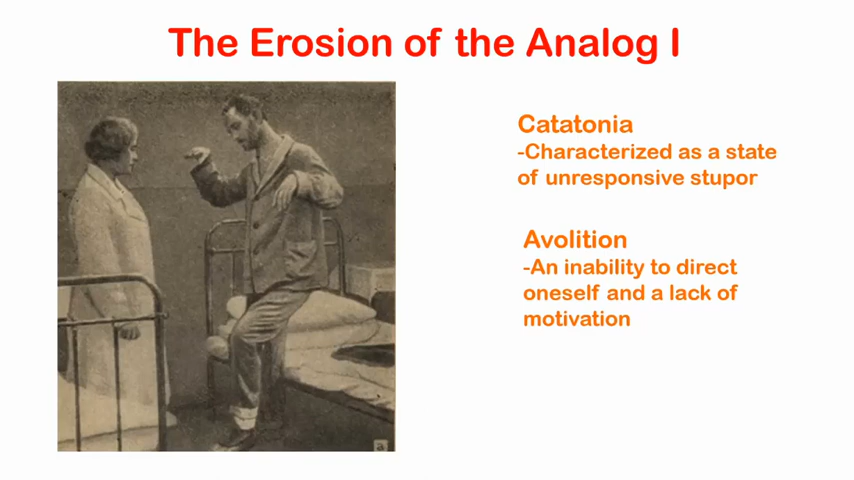 The Erosion of the Analog I
Catatonia
-Characterized as a state
of unresponsive stupor
Avolition
-An inability to direct
oneself and a lack of
motivation
a